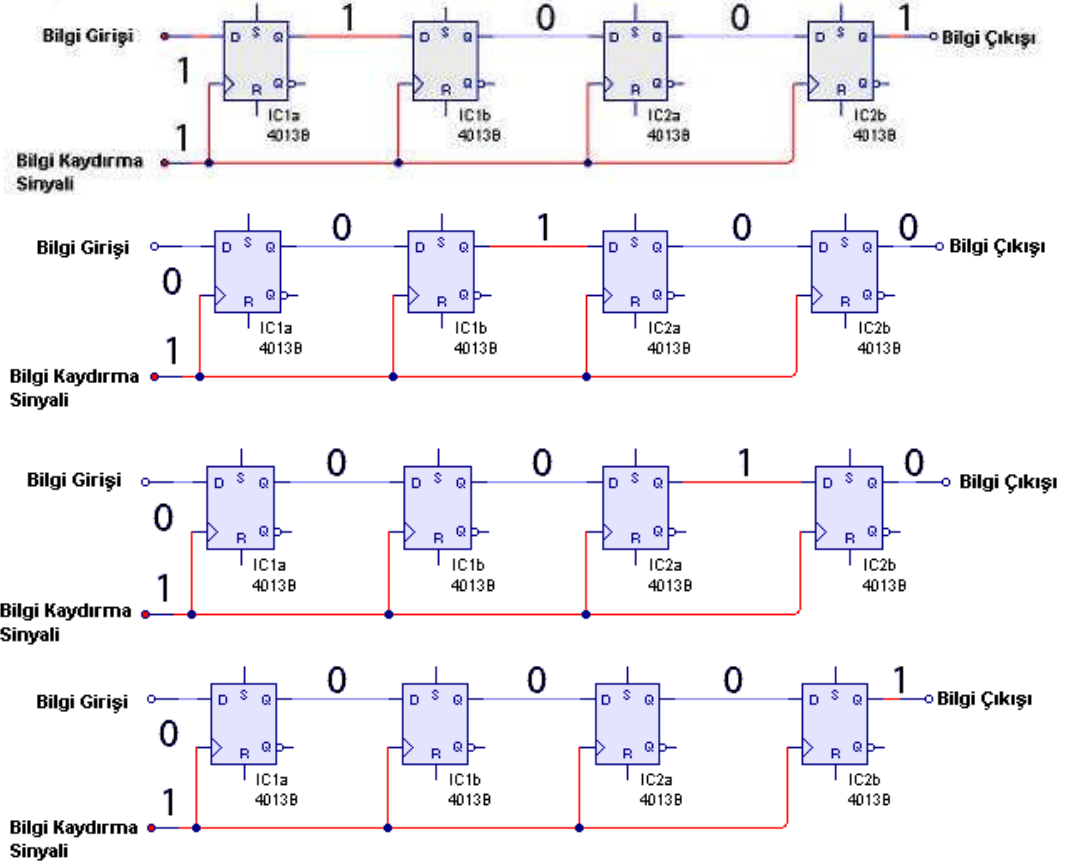 1 0 0 1
Bilgi Girişi D S Q D S Q D S Q D S Q Bilgi Çıkışı
1
R Q R Q R Q R Q
IC1a IC1b IC2a IC2b
4013B 4013B 4013B 4013B
1
Bilgi Kaydırma
Sinyali
0 1 0 0
Bilgi Girişi D S Q D S Q D S Q D S Q Bilgi Çıkışı
0
R Q R Q R Q R Q
IC1a IC1b IC2a IC2b
4013B 4013B 4013B 4013B
1
Bilgi Kaydırma
Sinyali
0 0 1 0
Bilgi Girişi D S Q D S Q D S Q D S Q Bilgi Çıkışı
0
R Q R Q R Q R Q
IC1a IC1b IC2a IC2b
4013B 4013B 4013B 4013B
1
Bilgi Kaydırma
Sinyali
0 0 0 1
Bilgi Girişi D S Q D S Q D S Q D S Q Bilgi Çıkışı
0
R Q R Q R Q R Q
IC1a IC1b IC2a IC2b
4013B 4013B 4013B 4013B
1
Bilgi Kaydırma
Sinyali